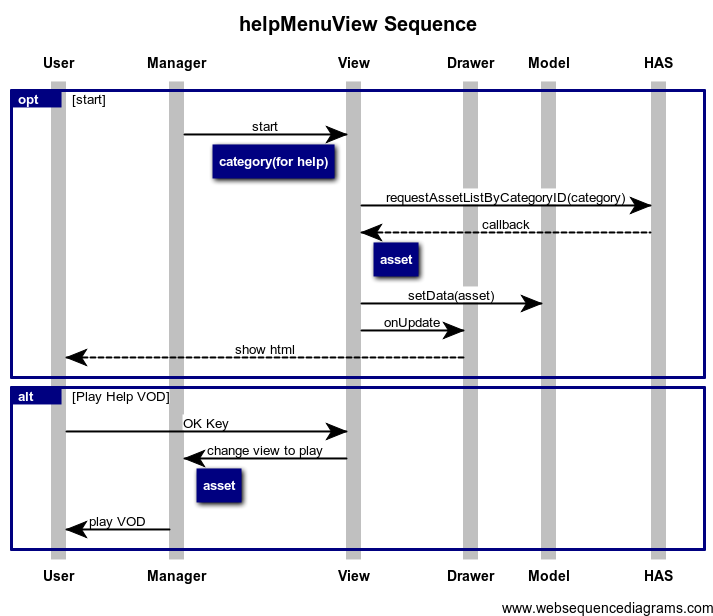 helpMenuView Sequence
User Manager View Drawer Model HAS
opt [start]
start
category(for help)
requestAssetListByCategoryID(category)
callback
asset
setData(asset)
onUpdate
show html
alt [Play Help VOD]
OK Key
change view to play
asset
play VOD
User Manager View Drawer Model HAS
www.websequencediagrams.com